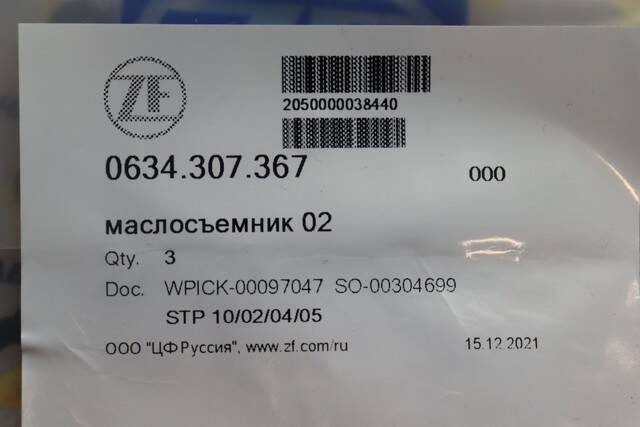 ZF
2050000038440
0634.307.367
000
маслосъемник 02
Qty. 3
Doc. WPICK-00097047 SO-00304699
STP 10/02/04/05
ООО "ЦФ Руссия", www.zf.com/ru
15.12.2021